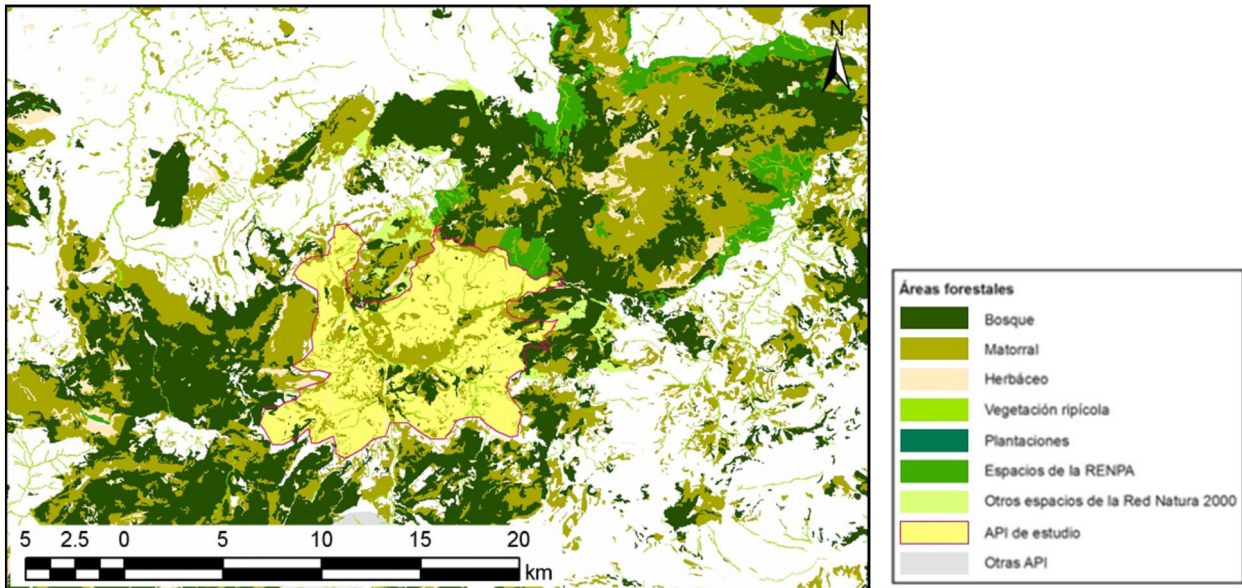 N
5 2.5 0 5 10 15 20
km
Áreas forestales
Bosque
Matorral
Herbáceo
Vegetación ripícola
Plantaciones
Espacios de la RENPA
Otros espacios de la Red Natura 2000
API de estudio
Otras API